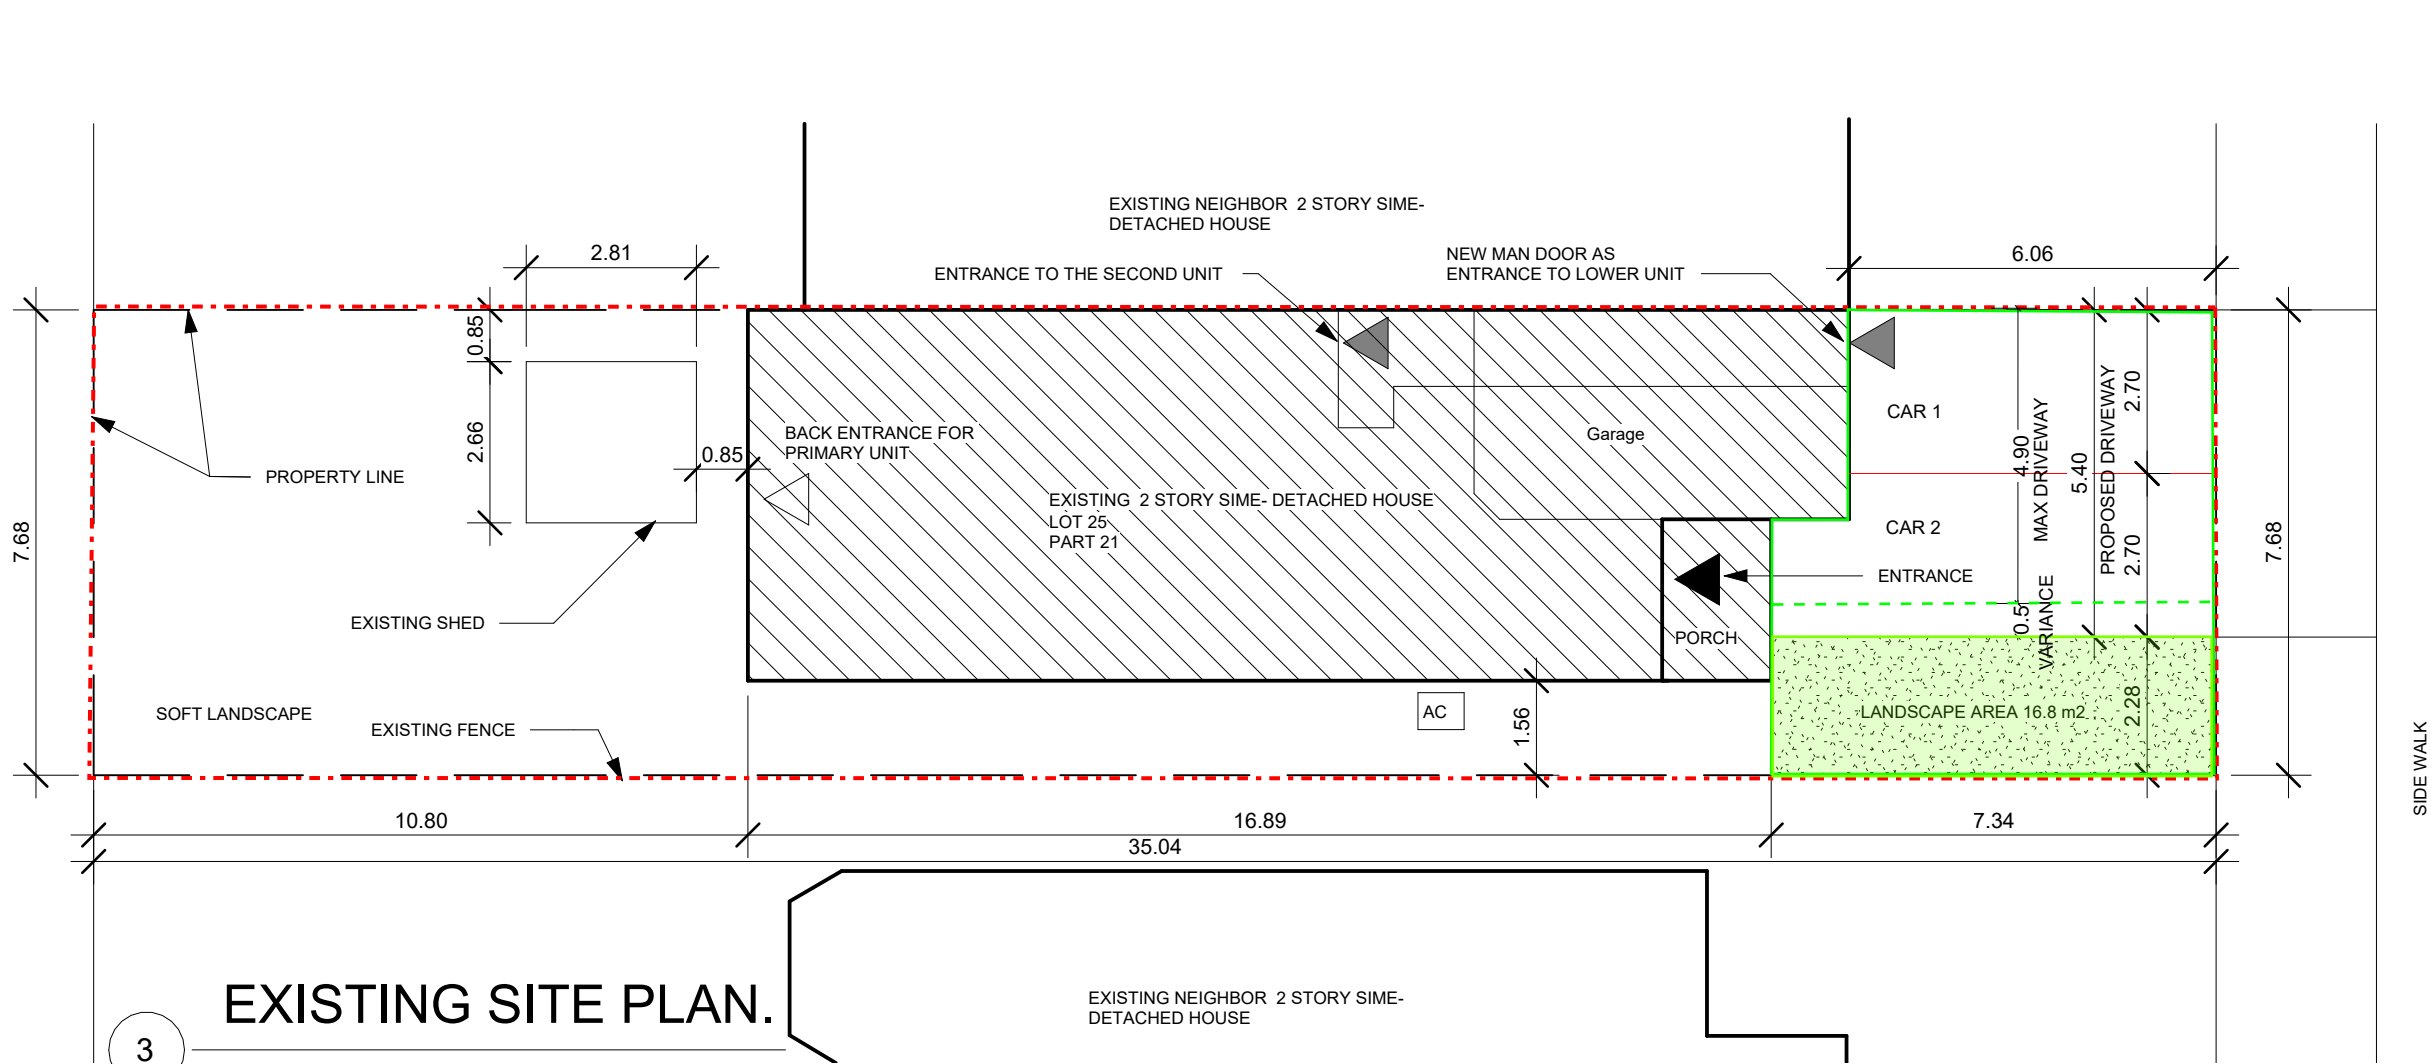 EXISTING NEIGHBOR 2 STORY SIME-
DETACHED HOUSE
2.81
ENTRANCE TO THE SECOND UNIT
NEW MAN DOOR AS
ENTRANCE TO LOWER UNIT
6.06
0.85
2.66
7.68
PROPERTY LINE
0.85
BACK ENTRANCE FOR
PRIMARY UNIT
EXISTING 2 STORY SIME- DETACHED HOUSE
LOT 25
PART 21
Garage
CAR 1
CAR 2
ENTRANCE
PORCH
4.90
MAX DRIVEWAY
0.5
VARIANCE
5.40
PROPOSED DRIVEWAY
2.70
2.70
2.28
7.68
EXISTING SHED
SOFT LANDSCAPE
EXISTING FENCE
AC
1.56
LANDSCAPE AREA 16.8 m2
SIDE WALK
10.80
16.89
7.34
35.04
EXISTING SITE PLAN.
3
EXISTING NEIGHBOR 2 STORY SIME-
DETACHED HOUSE